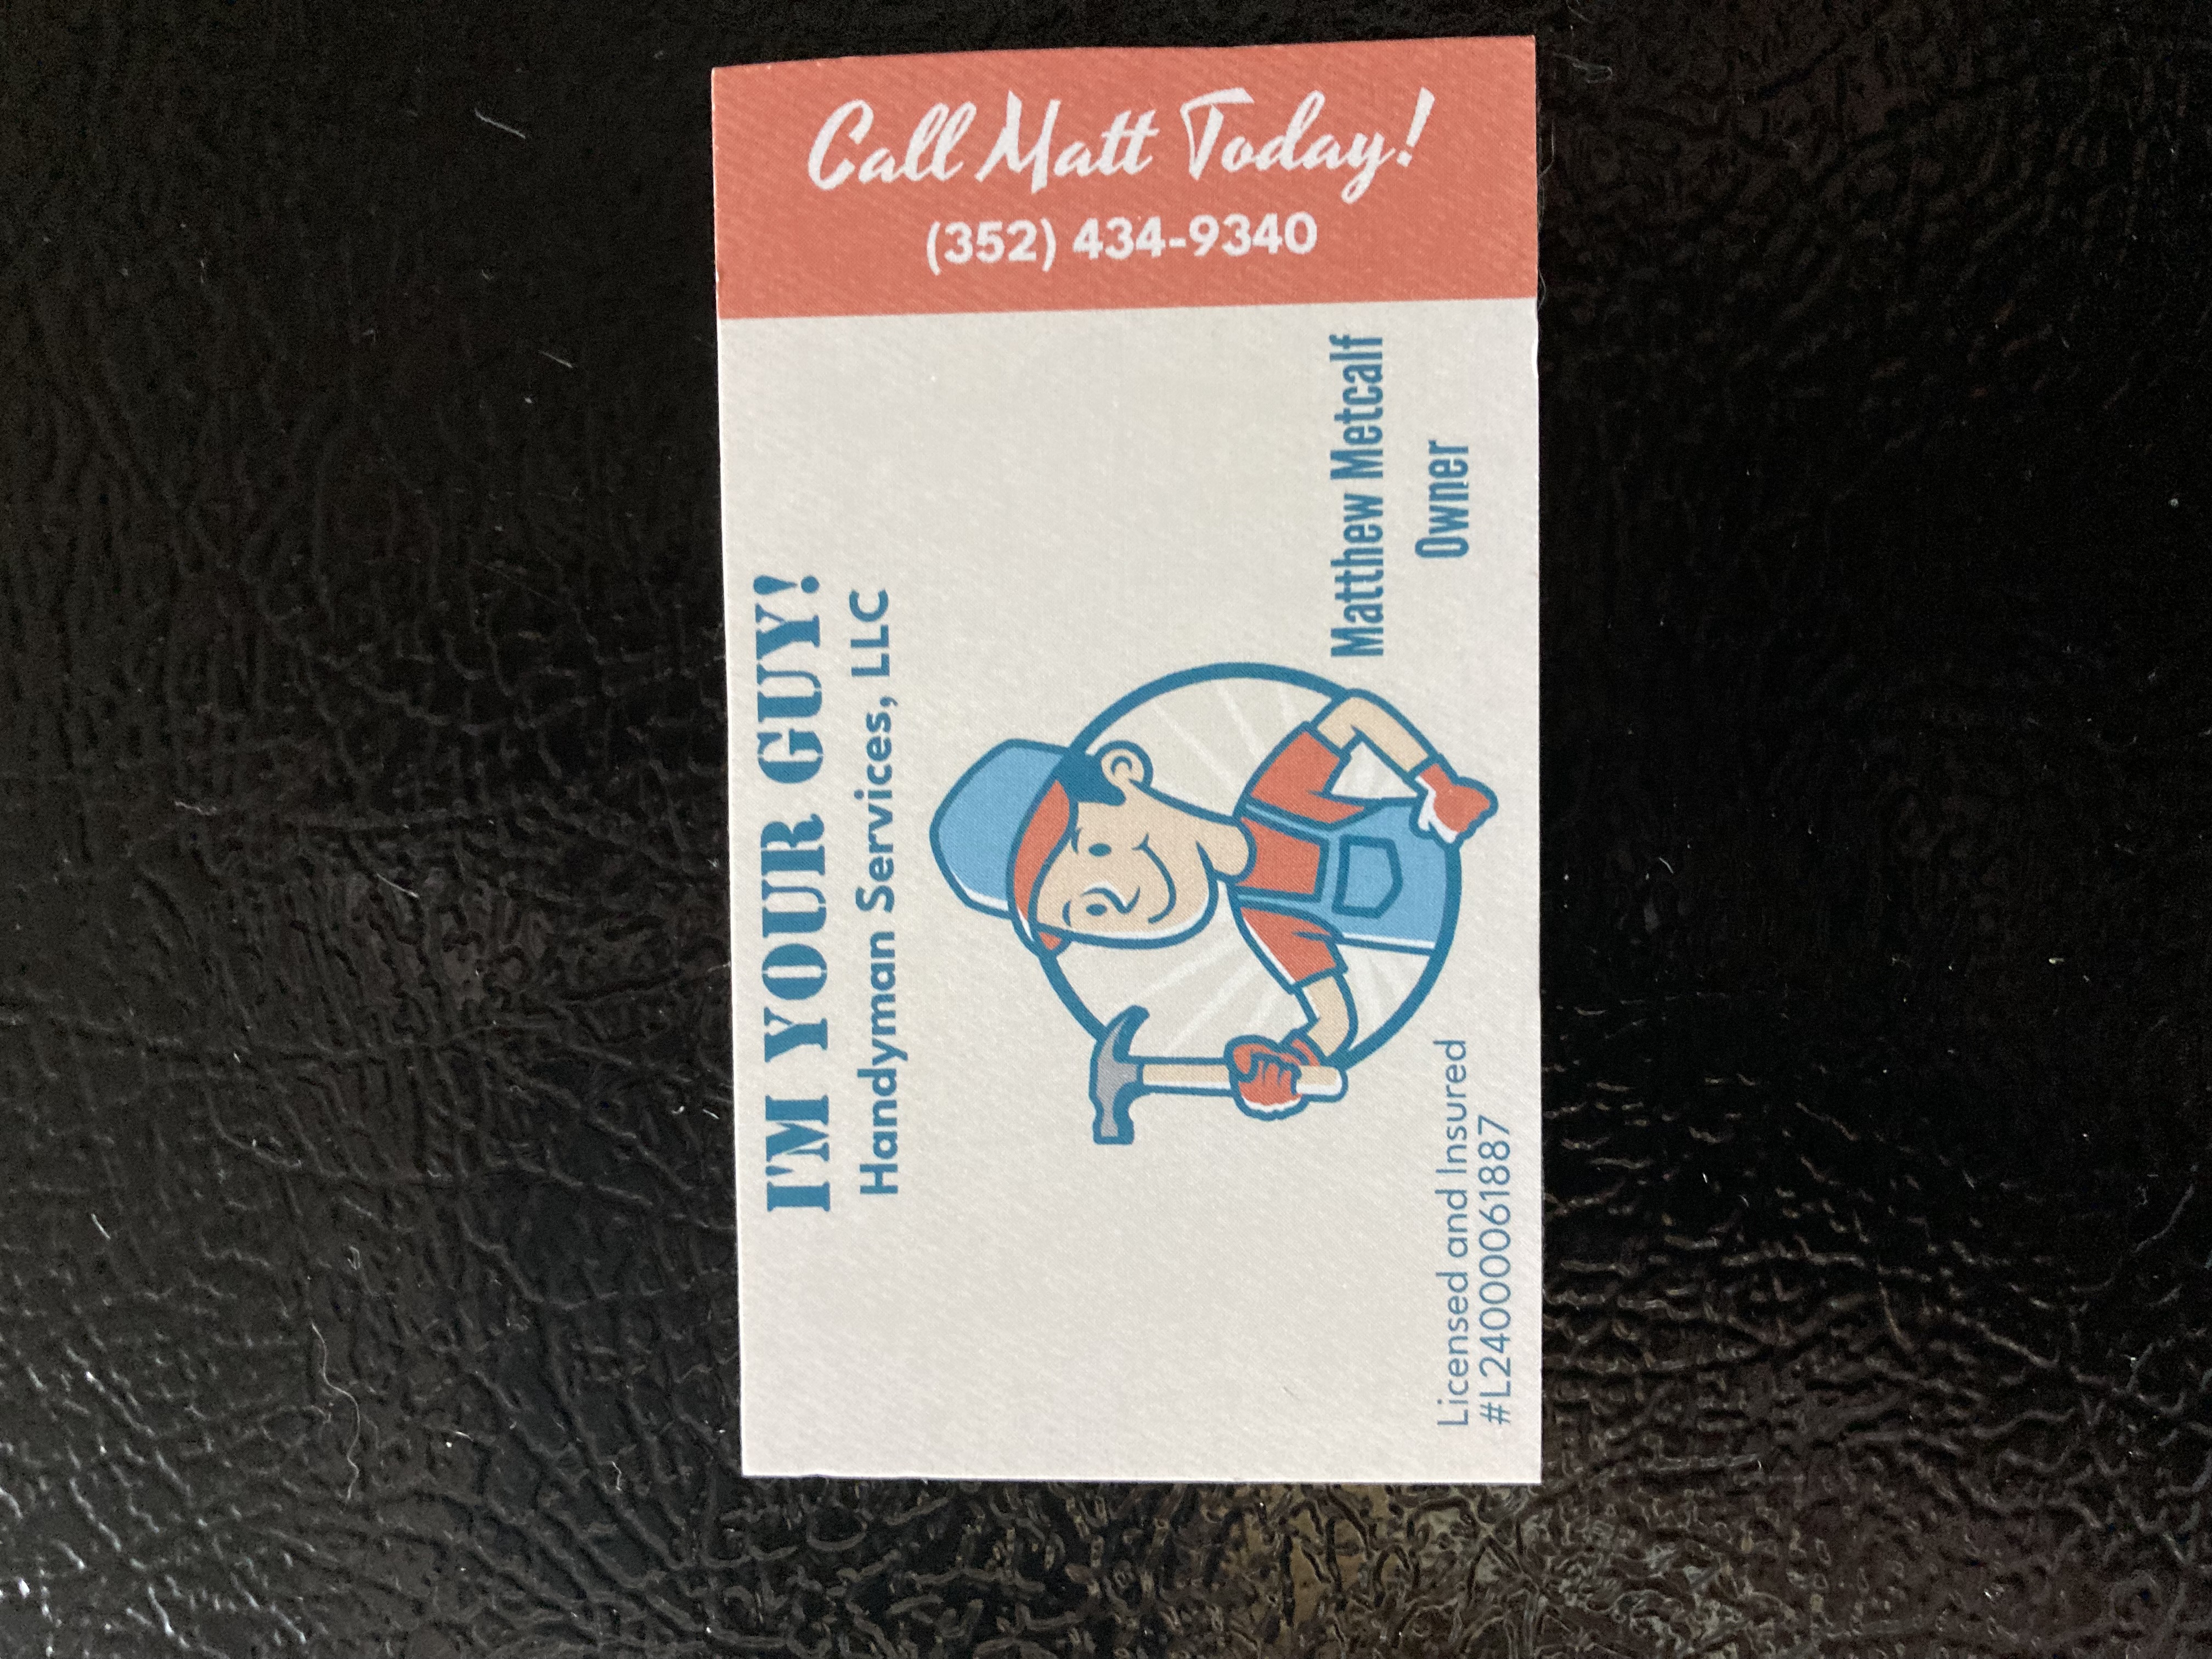 Call Matt Today!
(352) 434-9340
I'M YOUR GUY!
Handyman Services, LLC
Matthew Metcalf
Owner
Licensed and Insured
#L24000061887